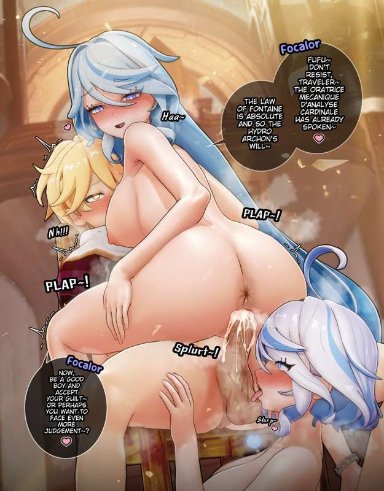 Focalor
FUFU~
DON'T
RESIST,
TRAVELER~
THE ORATRICE
MECANIQUE
D'ANALYSE
CARDINALE
HAS ALREADY
SPOKEN~
THE LAW
OF FONTAINE
IS ABSOLUTE
AND SO THE
HYDRO
ARCHON'S
WILL~
Haa~
Nh!!!
PLAP~!
PLAP~!
Splurt~!
Focalor
NOW,
BE A GOOD
BOY AND
ACCEPT
YOUR GUILT~
OR PERHAPS
YOU WANT
TO FACE EVEN
MORE
JUDGEMENT~?
Slurp~